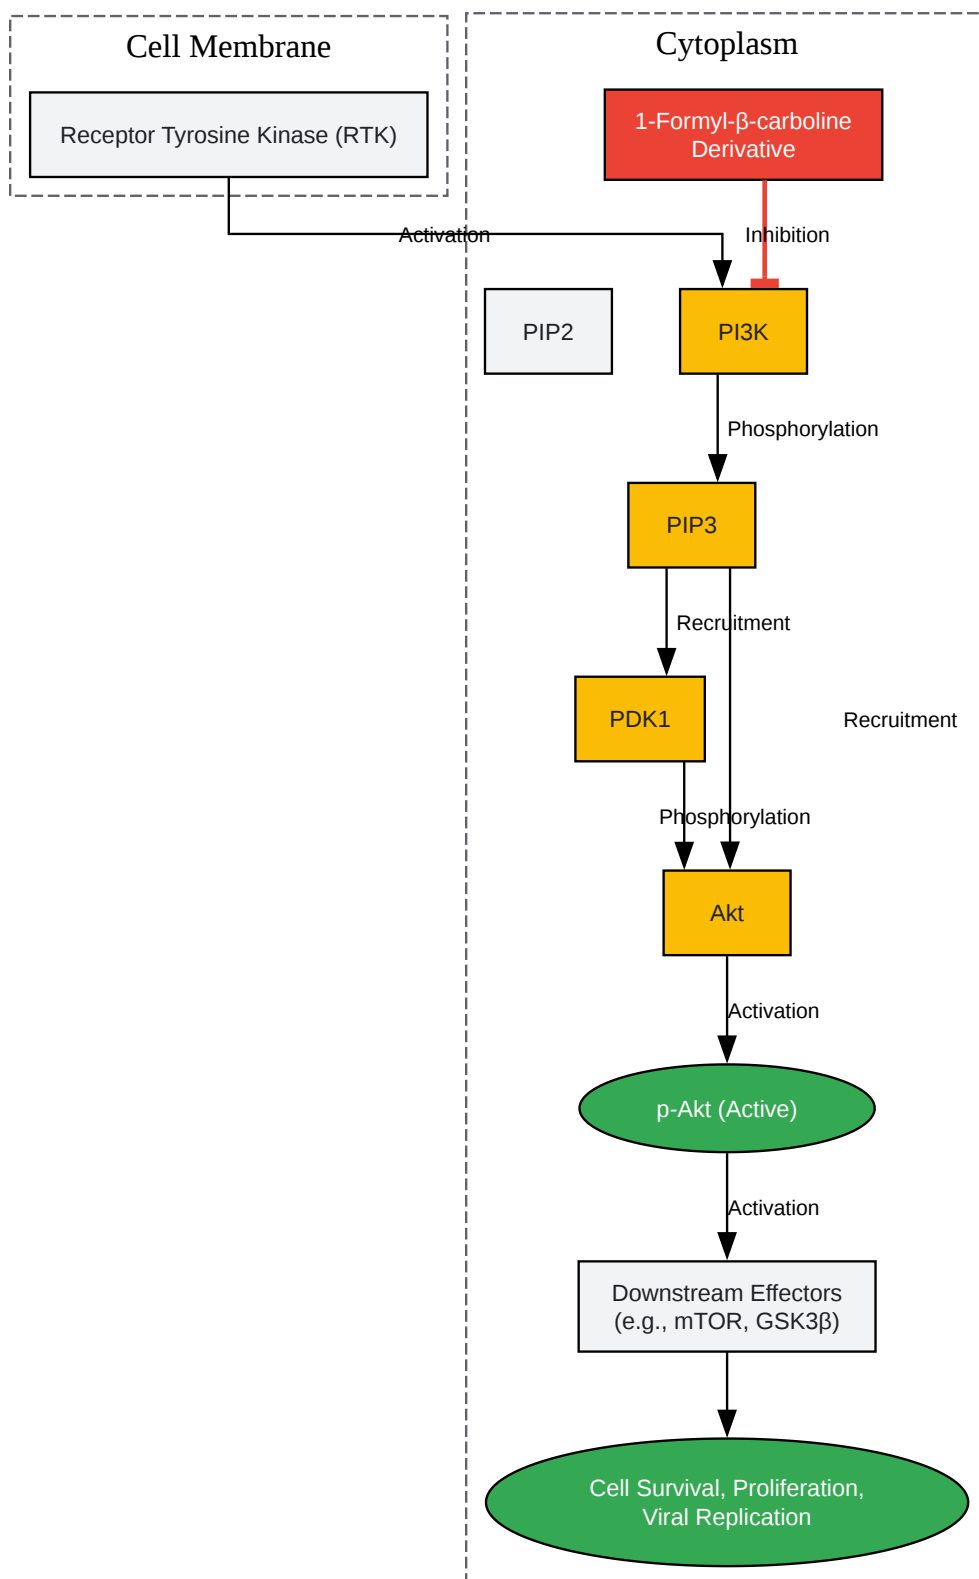 Cell Membrane
Cytoplasm
Receptor Tyrosine Kinase (RTK)
1-Formyl-β-carboline
Derivative
Activation
Inhibition
PIP2
PI3K
Phosphorylation
PIP3
Recruitment
PDK1
Recruitment
Phosphorylation
Akt
Activation
p-Akt (Active)
Activation
Downstream Effectors
(e.g., mTOR, GSK3β)
Cell Survival, Proliferation,
Viral Replication